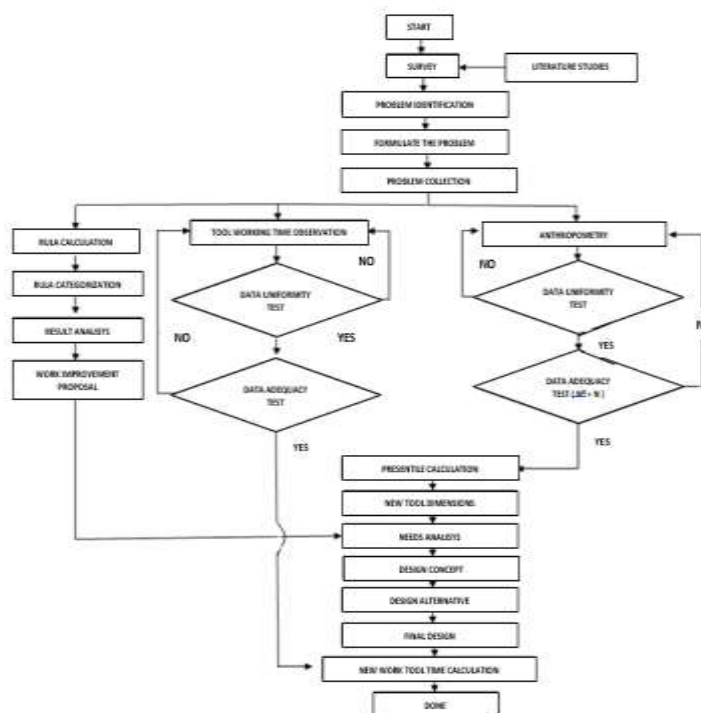 START
SURVEY
LITERATURE STUDIES
PROBLEM IDENTIFICATION
FORMULATE THE PROBLEM
PROBLEM COLLECTION
RULA CALCULATION
RULA CATEGORIZATION
RESULT ANALISYS
WORK IMPROVEMENT
PROPOSAL
TOOL WORKING TIME OBSERVATION
NO
DATA UNIFORMITY
TEST
YES
NO
DATA ADEQUACY
TEST
YES
ANTHROPOMETRY
NO
DATA UNIFORMITY
TEST
YES
N
DATA ADEQUACY
TEST
YES
PRESENTILE CALCULATION
NEW TOOL DIMENSIONS
NEEDS ANALISYS
DESIGN CONCEPT
DESIGN ALTERNATIVE
FINAL DESIGN
NEW WORK TOOL TIME CALCULATION
DONE